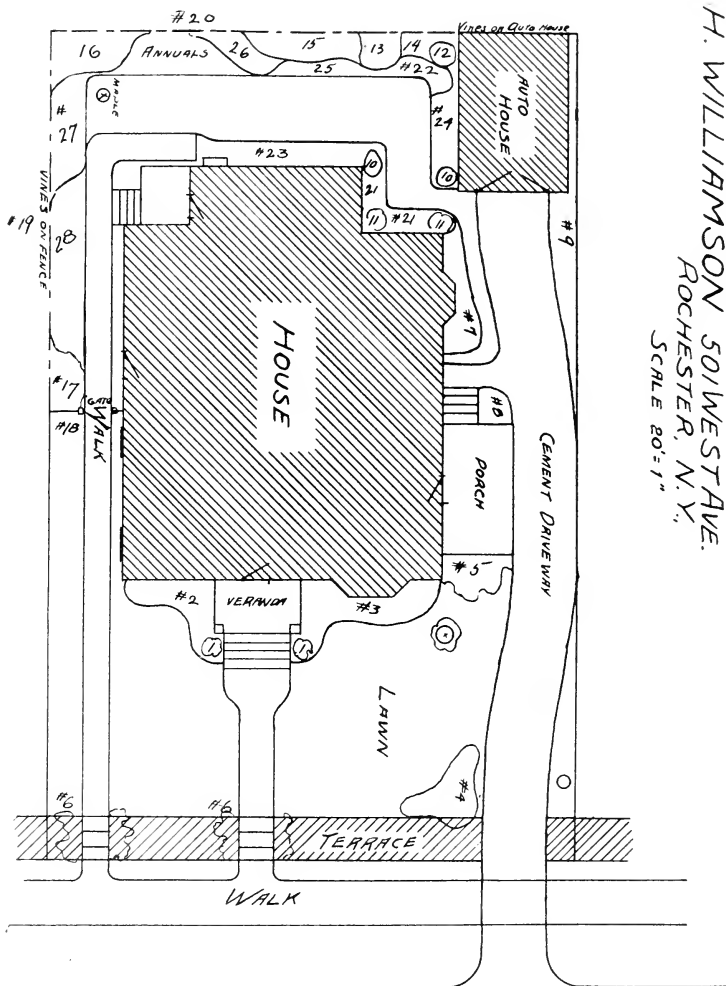 H. WILLIAMSON 501 WEST AVE.
ROCHESTER, N.Y.,
SCALE 20'=1"
#20
Vines on Auto House
16
ANNUALS
26
15
13
14
12
25
#22
MAPLE
#
27
AUTO
HOUSE
#
24
#23
10
10
21
11
#21
11
#19
VINES ON FENCE
28
#9
#7
HOUSE
#17
GATE
#18
WALK
#8
PORCH
CEMENT DRIVEWAY
#5
#2
VERANDA
#3
1
1
LAWN
#4
#6
#6
TERRACE
WALK